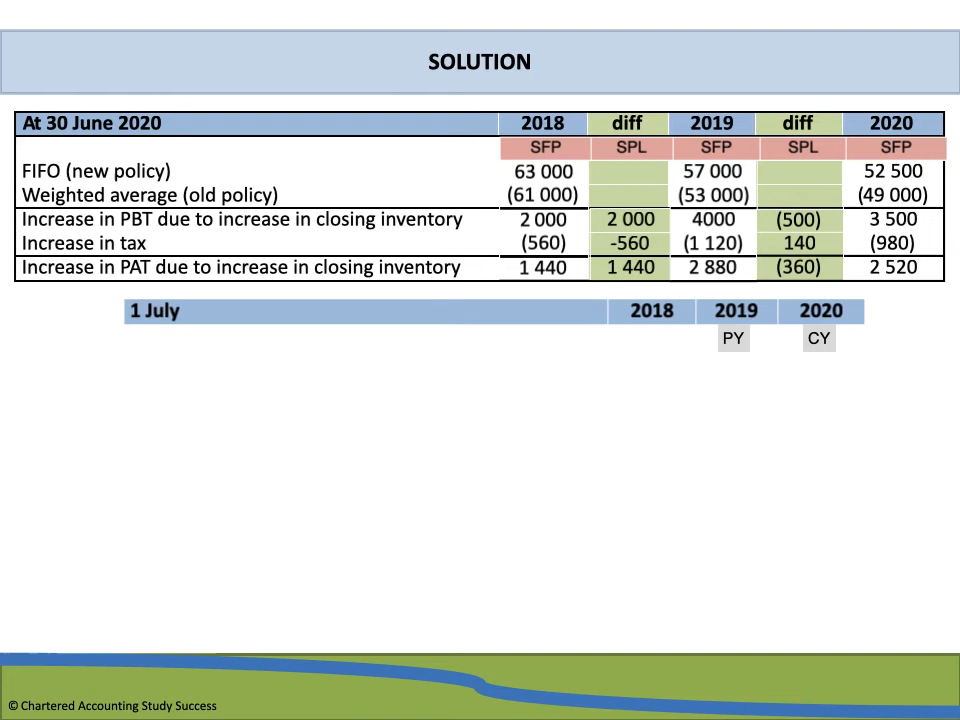 SOLUTION
At 30 June 2020 2018 diff 2019 diff 2020
SFP SPL SFP SPL SFP
FIFO (new policy) 63 000 57 000 52 500
Weighted average (old policy) (61 000) (53 000) (49 000)
Increase in PBT due to increase in closing inventory 2 000 2 000 4000 (500) 3 500
Increase in tax (560) -560 (1 120) 140 (980)
Increase in PAT due to increase in closing inventory 1 440 1 440 2 880 (360) 2 520
1 July 2018 2019 2020
PY CY
© Chartered Accounting Study Success